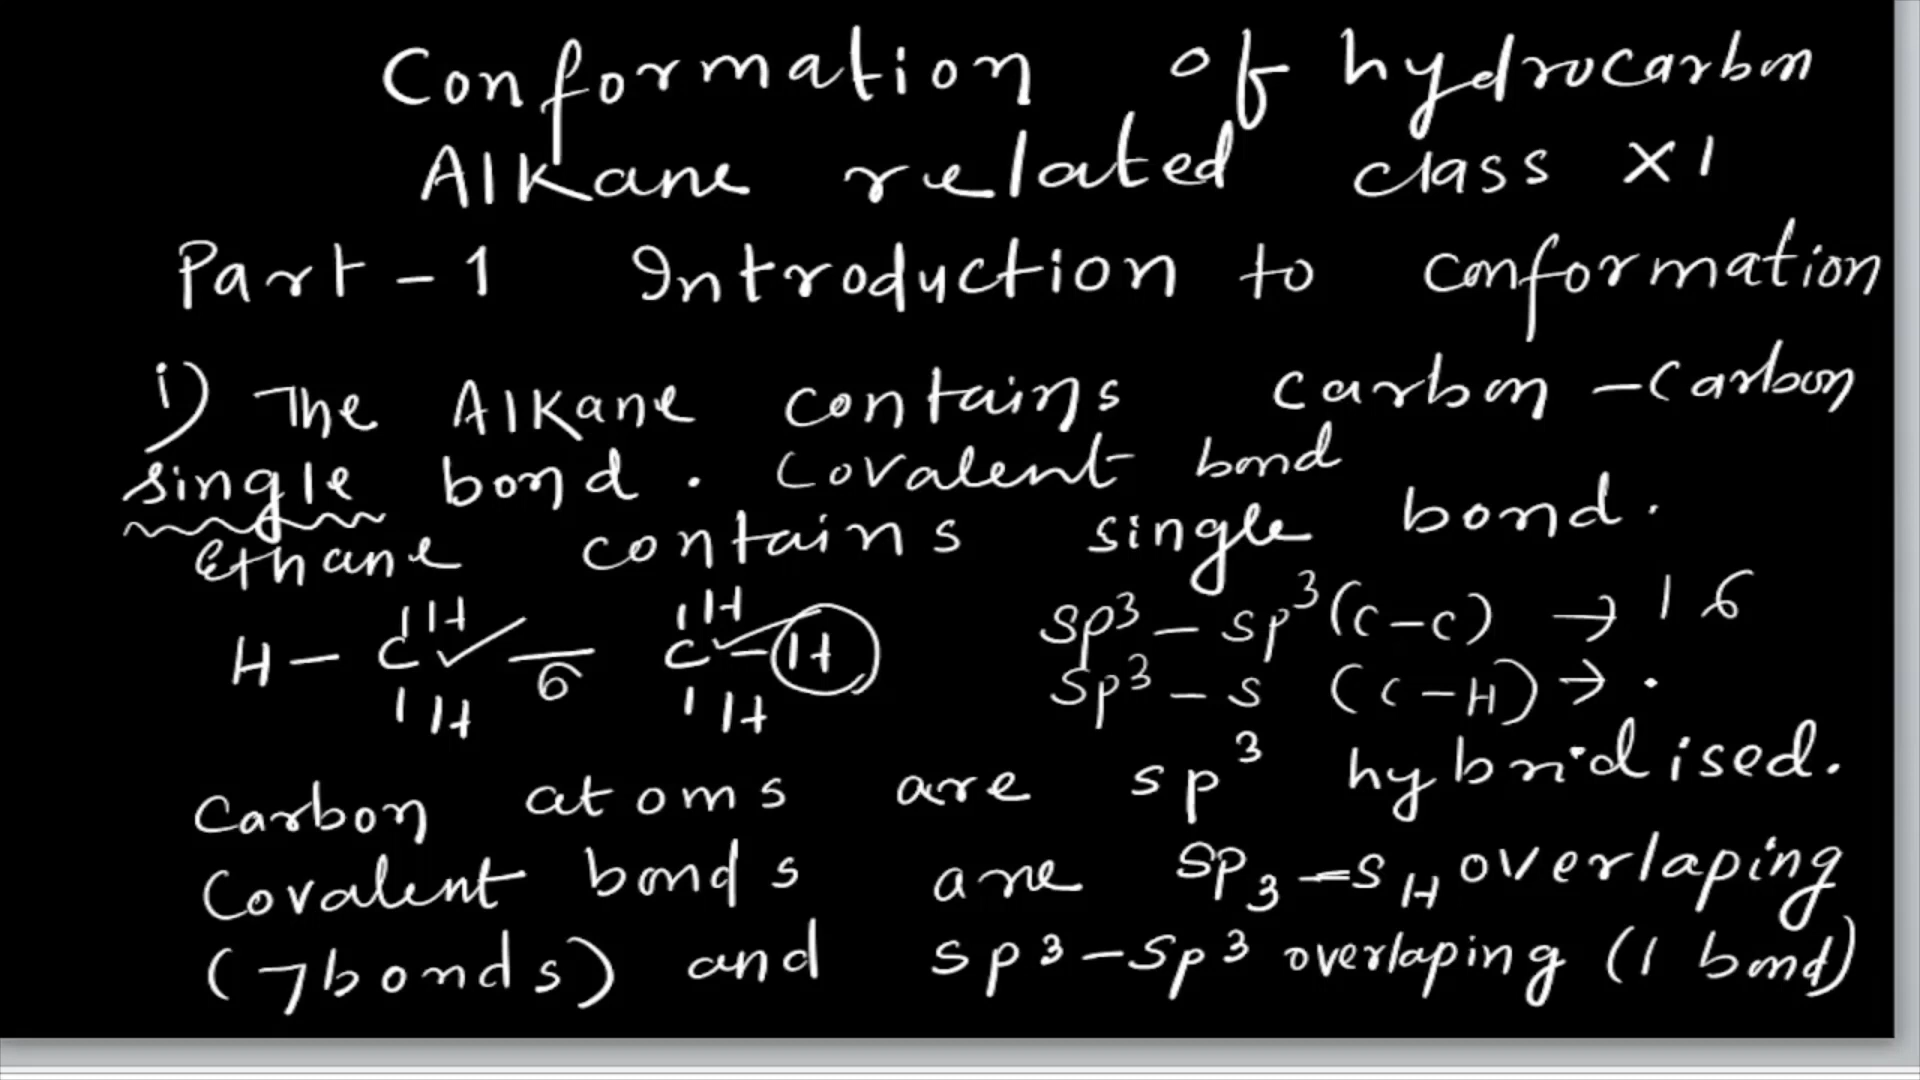 Conformation of hydrocarbon
Alkane related class XI
Part - 1 Introduction to conformation
i) The Alkane contains carbon - carbon
single bond. Covalent bond
Ethane contains single bond.
H H
H - C - C - H
6
H H
sp³ - sp³ (C-C) → 1 6
sp³ - s (C-H) → .
Carbon atoms are sp³ hybridised.
Covalent bonds are SP₃-S H overlaping
(7 bonds) and sp³-sp³ overlaping (1 bond)